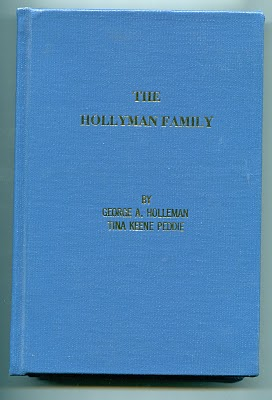 THE
HOLLYMAN FAMILY
BY
GEORGE A. HOLLEMAN
TINA KEENE PEDDIE